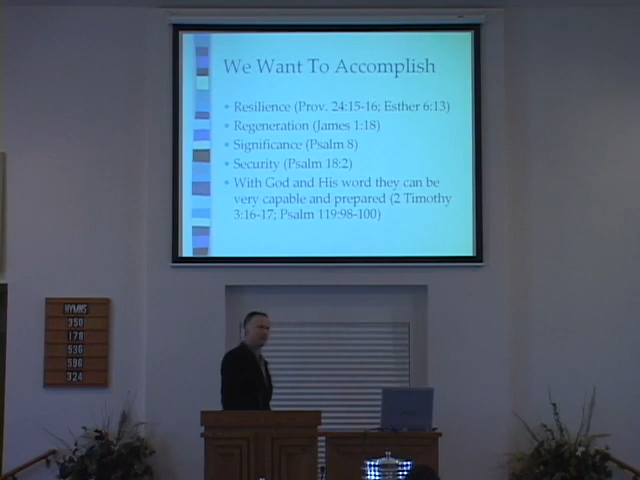 We Want To Accomplish
• Resilience (Prov. 24:15-16; Esther 6:13)
• Regeneration (James 1:18)
• Significance (Psalm 8)
• Security (Psalm 18:2)
• With God and His word they can be
very capable and prepared (2 Timothy
3:16-17; Psalm 119:98-100)
HYMNS
350
179
536
596
324